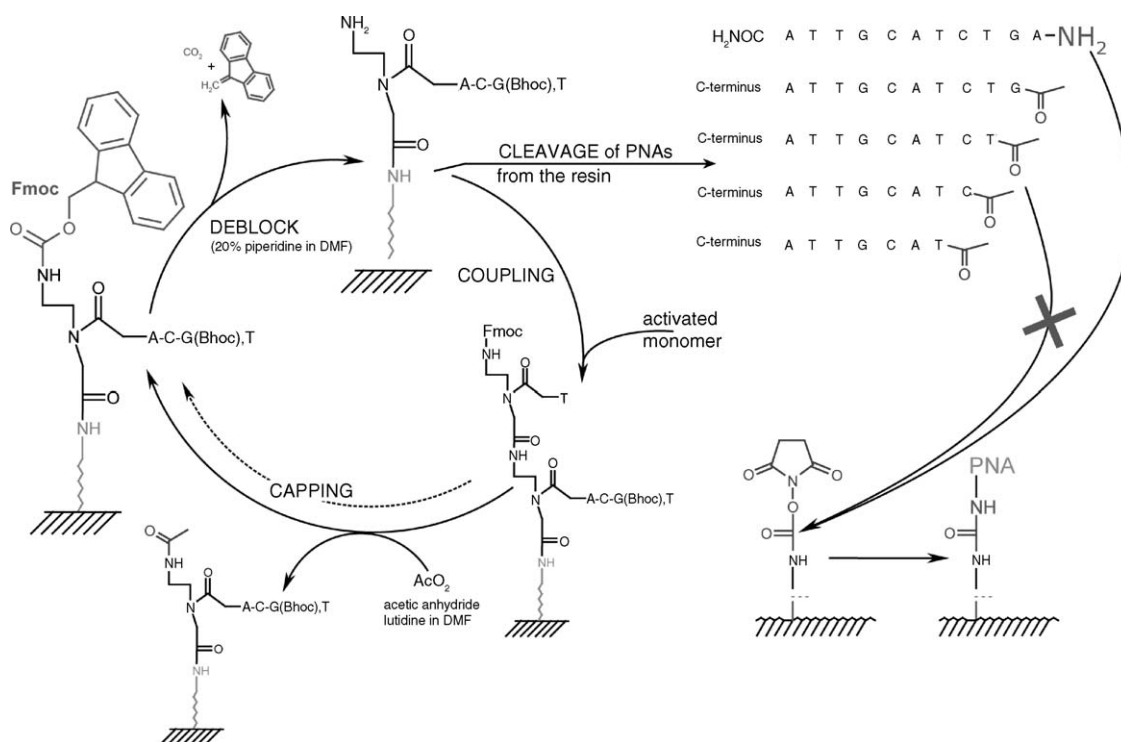 CO₂
+
H₂C
Fmoc
O
O
NH
O
N
A-C-G(Bhoc),T
O
NH
DEBLOCK
(20% piperidine in DMF)
NH₂
O
N
A-C-G(Bhoc),T
O
NH
CLEAVAGE of PNAs
from the resin
COUPLING
activated
monomer
Fmoc
NH
O
N
T
O
HN
O
N
A-C-G(Bhoc),T
O
NH
CAPPING
AcO₂
acetic anhydride
lutidine in DMF
O
NH
O
N
A-C-G(Bhoc),T
O
NH
H₂NOC A T T G C A T C T G A-NH₂
C-terminus A T T G C A T C T G
O
C-terminus A T T G C A T C T
O
C-terminus A T T G C A T C
O
C-terminus A T T G C A T
O
O
N
O
O
O
NH
PNA
NH
O
NH